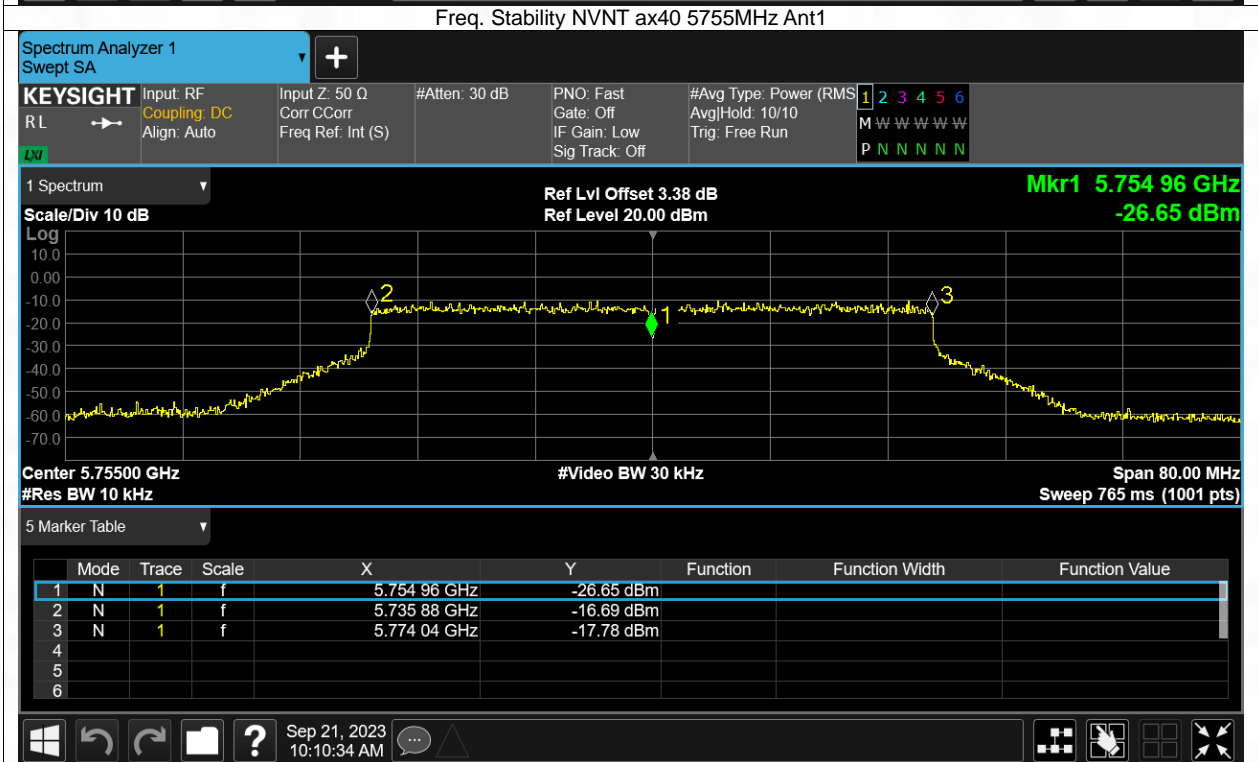 Freq. Stability NVNT ax40 5755MHz Ant1
Spectrum Analyzer 1
Swept SA
+
KEYSIGHT
R L
LXI
Input: RF
Coupling: DC
Align: Auto
Input Z: 50 Ω
Corr CCorr
Freq Ref: Int (S)
#Atten: 30 dB
PNO: Fast
Gate: Off
IF Gain: Low
Sig Track: Off
#Avg Type: Power (RMS
Avg|Hold: 10/10
Trig: Free Run
1 2 3 4 5 6
M W W W W W
P N N N N N
1 Spectrum
Scale/Div 10 dB
Ref Lvl Offset 3.38 dB
Ref Level 20.00 dBm
Mkr1 5.754 96 GHz
-26.65 dBm
Log
10.0
0.00
-10.0
-20.0
-30.0
-40.0
-50.0
-60.0
-70.0
2
1
3
Center 5.75500 GHz
#Video BW 30 kHz
Span 80.00 MHz
#Res BW 10 kHz
Sweep 765 ms (1001 pts)
5 Marker Table
Mode Trace Scale X Y Function Function Width Function Value
1 N 1 f 5.754 96 GHz -26.65 dBm
2 N 1 f 5.735 88 GHz -16.69 dBm
3 N 1 f 5.774 04 GHz -17.78 dBm
4
5
6
?
Sep 21, 2023
10:10:34 AM